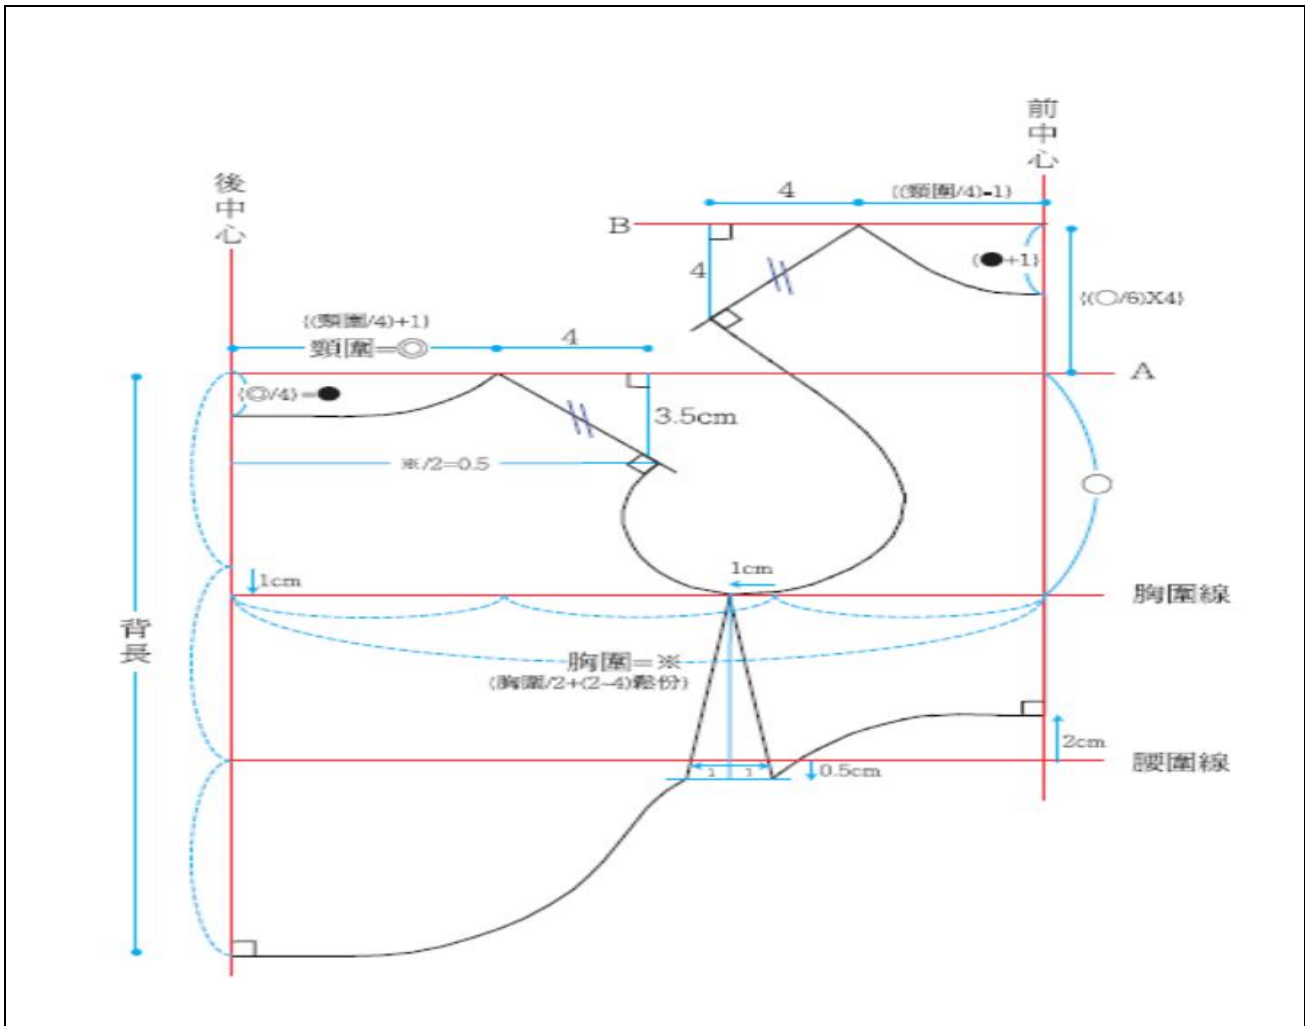 前中心
後中心
4
{(頸圍/4)-1}
B
4
{●+1}
{(○/6)X4}
{(頸圍/4)+1}
頸圍=◎
4
A
{◎/4}=●
3.5cm
※/2=0.5
○
1cm
1cm
胸圍線
背長
胸圍=※
{胸圍/2+(2~4)鬆份}
2cm
1
1
0.5cm
腰圍線